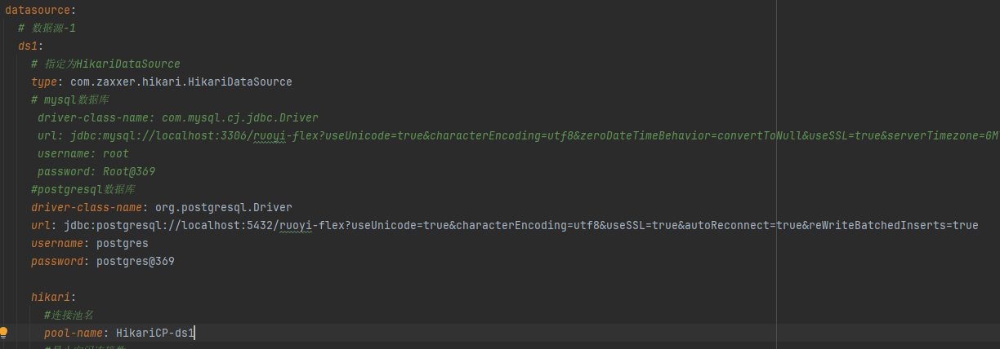 datasource:
# 数据源-1
ds1:
# 指定为HikariDataSource
type: com.zaxxer.hikari.HikariDataSource
# mysql数据库
driver-class-name: com.mysql.cj.jdbc.Driver
url: jdbc:mysql://localhost:3306/ruoyi-flex?useUnicode=true&characterEncoding=utf8&zeroDateTimeBehavior=convertToNull&useSSL=true&serverTimezone=GM
username: root
password: Root@369
#postgresql数据库
driver-class-name: org.postgresql.Driver
url: jdbc:postgresql://localhost:5432/ruoyi-flex?useUnicode=true&characterEncoding=utf8&useSSL=true&autoReconnect=true&reWriteBatchedInserts=true
username: postgres
password: postgres@369
hikari:
#连接池名
pool-name: HikariCP-ds1